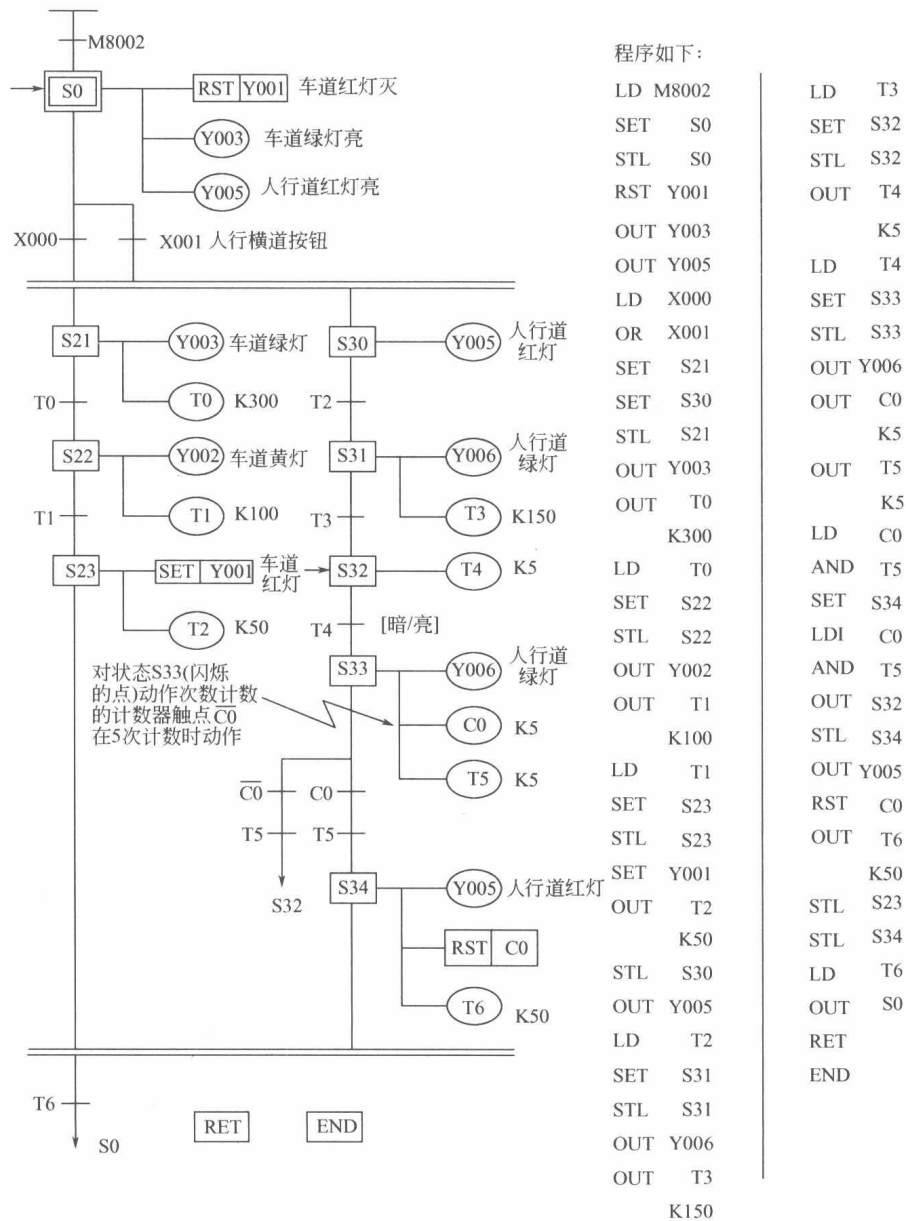 M8002
S0
RST Y001 车道红灯灭
Y003 车道绿灯亮
Y005 人行道红灯亮
X000 X001 人行横道按钮
S21 Y003 车道绿灯
T0 K300
T0
S22 Y002 车道黄灯
T1 K100
T1
S23 SET Y001 车道
红灯
T2 K50
S30 Y005 人行道
红灯
T2
S31 Y006 人行道
绿灯
T3 K150
T3
S32 T4 K5
T4 [暗/亮]
S33 Y006 人行道
绿灯
C0 K5
T5 K5
对状态S33(闪烁
的点)动作次数计数
的计数器触点C̅0̅
在5次计数时动作
C̅0̅ C0
T5 T5
S32
S34 Y005 人行道红灯
RST C0
T6 K50
T6
S0
RET END
程序如下:
LD M8002
SET S0
STL S0
RST Y001
OUT Y003
OUT Y005
LD X000
OR X001
SET S21
SET S30
STL S21
OUT Y003
OUT T0
K300
LD T0
SET S22
STL S22
OUT Y002
OUT T1
K100
LD T1
SET S23
STL S23
SET Y001
OUT T2
K50
STL S30
OUT Y005
LD T2
SET S31
STL S31
OUT Y006
OUT T3
K150
LD T3
SET S32
STL S32
OUT T4
K5
LD T4
SET S33
STL S33
OUT Y006
OUT C0
K5
OUT T5
K5
LD C0
AND T5
SET S34
LDI C0
AND T5
OUT S32
STL S34
OUT Y005
RST C0
OUT T6
K50
STL S23
STL S34
LD T6
OUT S0
RET
END